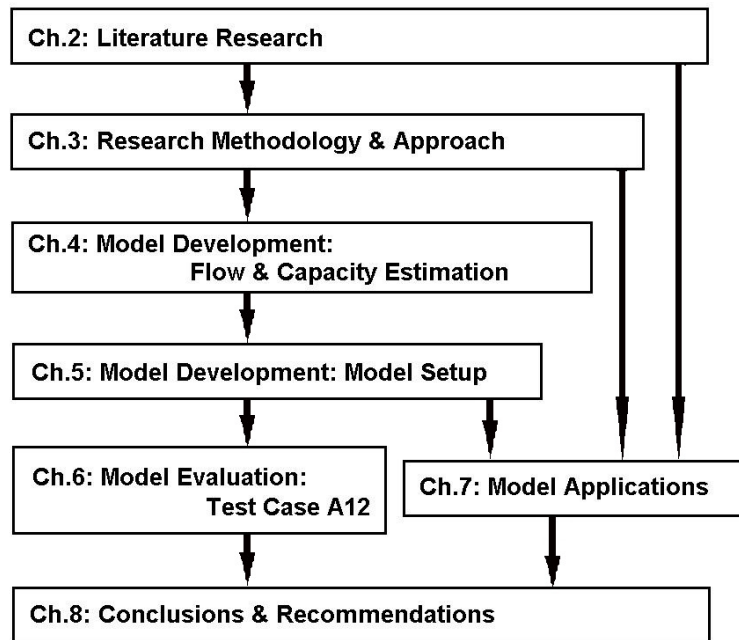 Ch.2: Literature Research
Ch.3: Research Methodology & Approach
Ch.4: Model Development:
Flow & Capacity Estimation
Ch.5: Model Development: Model Setup
Ch.6: Model Evaluation:
Test Case A12
Ch.7: Model Applications
Ch.8: Conclusions & Recommendations